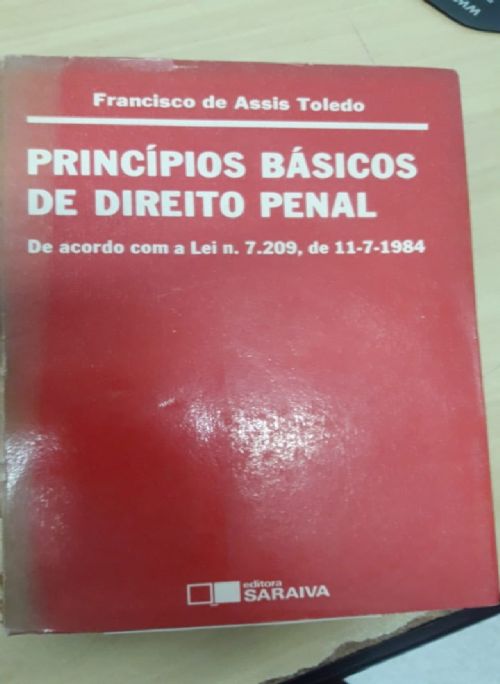 Francisco de Assis Toledo
PRINCÍPIOS BÁSICOS
DE DIREITO PENAL
De acordo com a Lei n. 7.209, de 11-7-1984
editora
SARAIVA